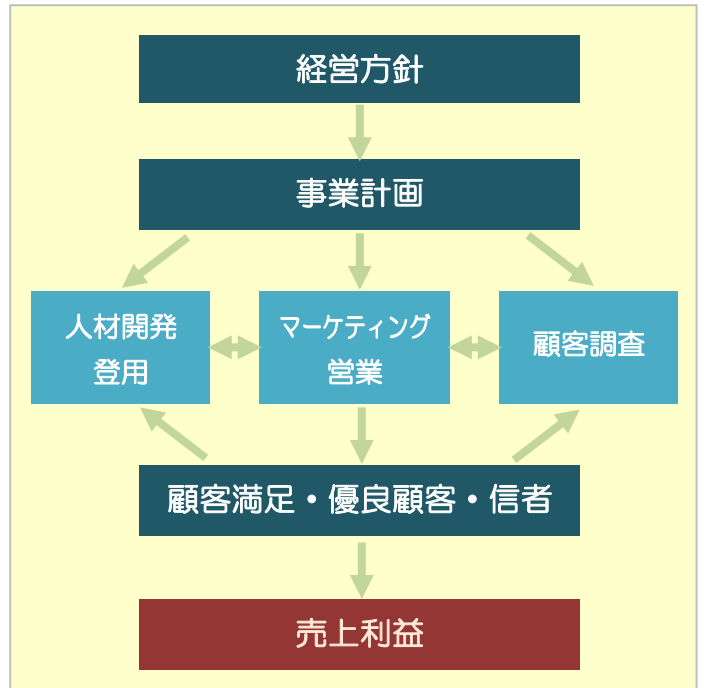 経営方針
事業計画
人材開発
登用
マーケティング
営業
顧客調査
顧客満足・優良顧客・信者
売上利益